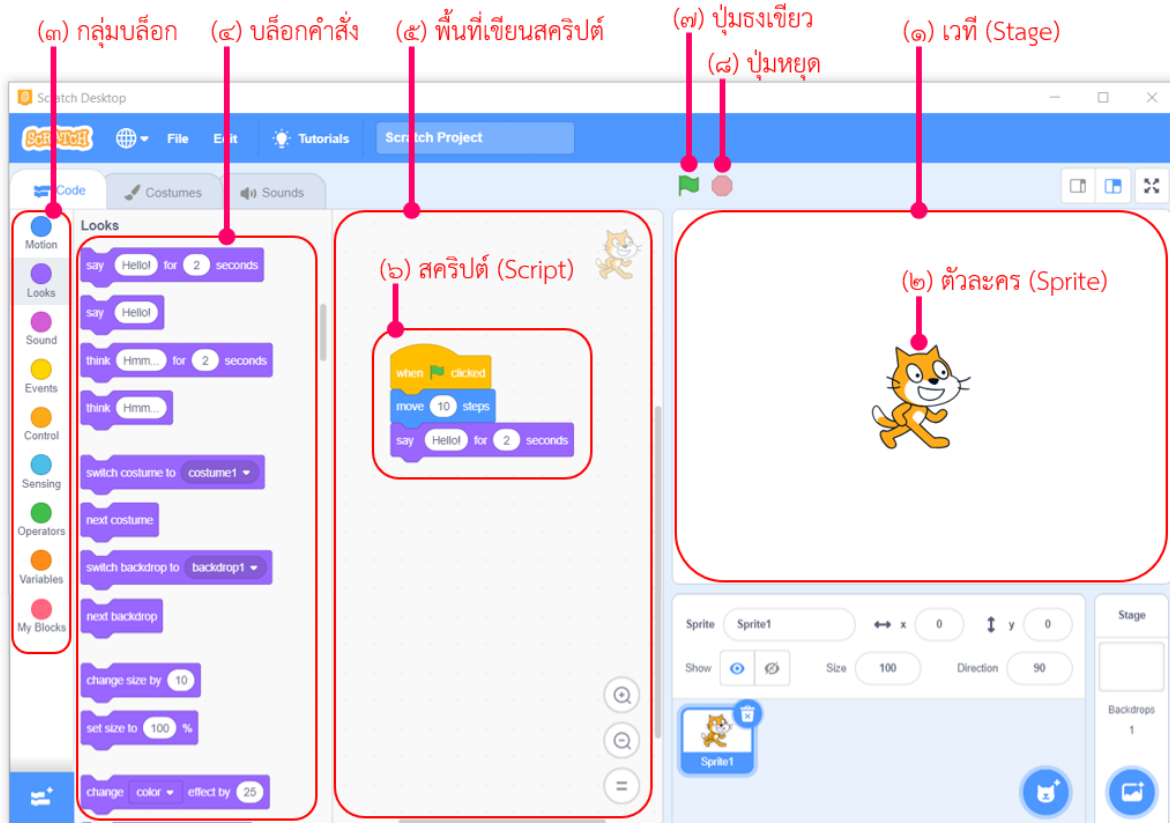 (๓) กลุ่มบล็อก (๔) บล็อกคำสั่ง (๕) พื้นที่เขียนสคริปต์ (๗) ปุ่มธงเขียว (๑) เวที (Stage)
(๘) ปุ่มหยุด
Scratch Desktop
SCRATCH File Edit Tutorials Scratch Project
Code Costumes Sounds
Motion
Looks
Sound
Events
Control
Sensing
Operators
Variables
My Blocks
Looks
say Hello! for 2 seconds
say Hello!
think Hmm... for 2 seconds
think Hmm...
switch costume to costume1
next costume
switch backdrop to backdrop1
next backdrop
change size by 10
set size to 100 %
change color effect by 25
(๖) สคริปต์ (Script)
when clicked
move 10 steps
say Hello! for 2 seconds
(๒) ตัวละคร (Sprite)
Sprite Sprite1 x 0 y 0
Show Size 100 Direction 90
Sprite1
Stage
Backdrops
1